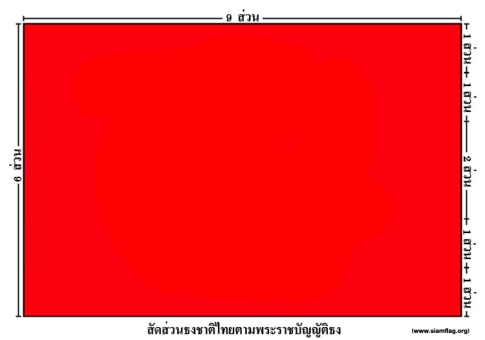 9 ส่วน
6 ส่วน
1 ส่วน
1 ส่วน
2 ส่วน
1 ส่วน
1 ส่วน
สัดส่วนธงชาติไทยตามพระราชบัญญัติธง
(www.siamflag.org)